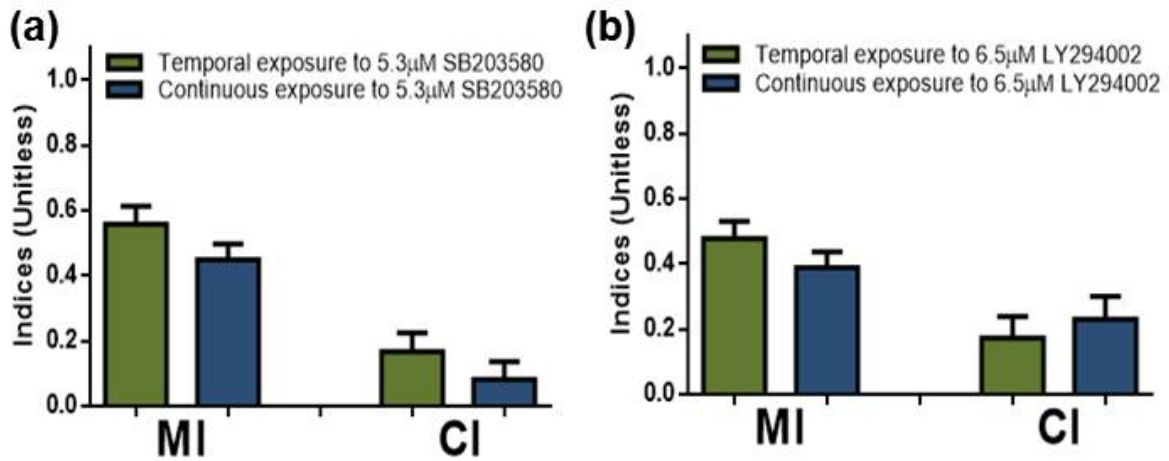 (a)
Temporal exposure to 5.3μM SB203580
Continuous exposure to 5.3μM SB203580
Indices (Unitless)
1.0
0.8
0.6
0.4
0.2
0.0
MI
CI
(b)
Temporal exposure to 6.5μM LY294002
Continuous exposure to 6.5μM LY294002
Indices (Unitless)
1.0
0.8
0.6
0.4
0.2
0.0
MI
CI